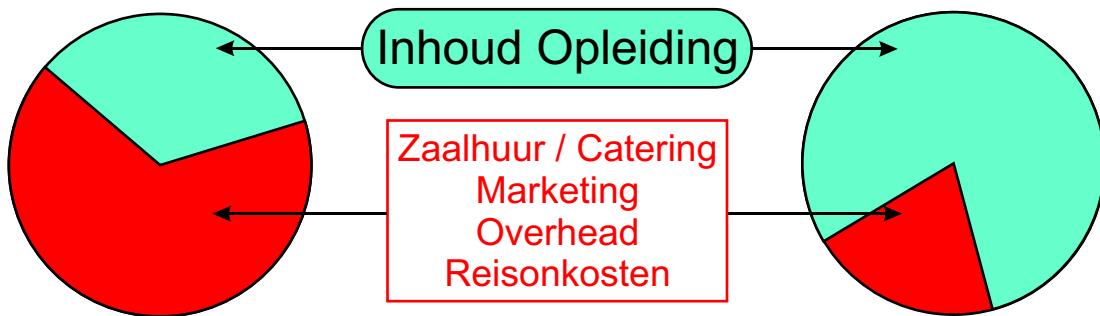 Inhoud Opleiding
Zaalhuur / Catering
Marketing
Overhead
Reisonkosten